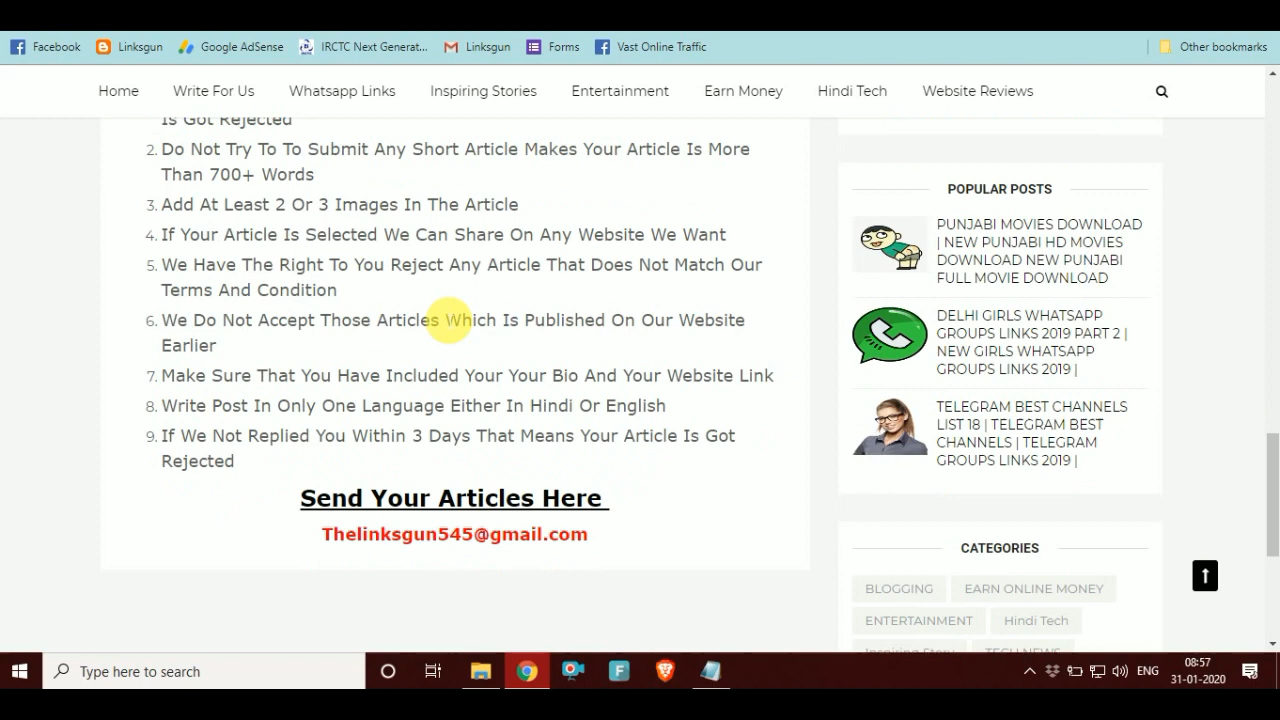 Facebook
Linksgun
Google AdSense
IRCTC Next Generat...
Linksgun
Forms
Vast Online Traffic
Other bookmarks
Home
Write For Us
Whatsapp Links
Inspiring Stories
Entertainment
Earn Money
Hindi Tech
Website Reviews
Is Got Rejected
2. Do Not Try To To Submit Any Short Article Makes Your Article Is More
Than 700+ Words
3. Add At Least 2 Or 3 Images In The Article
4. If Your Article Is Selected We Can Share On Any Website We Want
5. We Have The Right To You Reject Any Article That Does Not Match Our
Terms And Condition
6. We Do Not Accept Those Articles Which Is Published On Our Website
Earlier
7. Make Sure That You Have Included Your Your Bio And Your Website Link
8. Write Post In Only One Language Either In Hindi Or English
9. If We Not Replied You Within 3 Days That Means Your Article Is Got
Rejected
Send Your Articles Here
Thelinksgun545@gmail.com
POPULAR POSTS
PUNJABI MOVIES DOWNLOAD
| NEW PUNJABI HD MOVIES
DOWNLOAD NEW PUNJABI
FULL MOVIE DOWNLOAD
DELHI GIRLS WHATSAPP
GROUPS LINKS 2019 PART 2 |
NEW GIRLS WHATSAPP
GROUPS LINKS 2019 |
TELEGRAM BEST CHANNELS
LIST 18 | TELEGRAM BEST
CHANNELS | TELEGRAM
GROUPS LINKS 2019 |
CATEGORIES
BLOGGING
EARN ONLINE MONEY
ENTERTAINMENT
Hindi Tech
Inspiring Story
TECH NEWS
Type here to search
ENG
08:57
31-01-2020